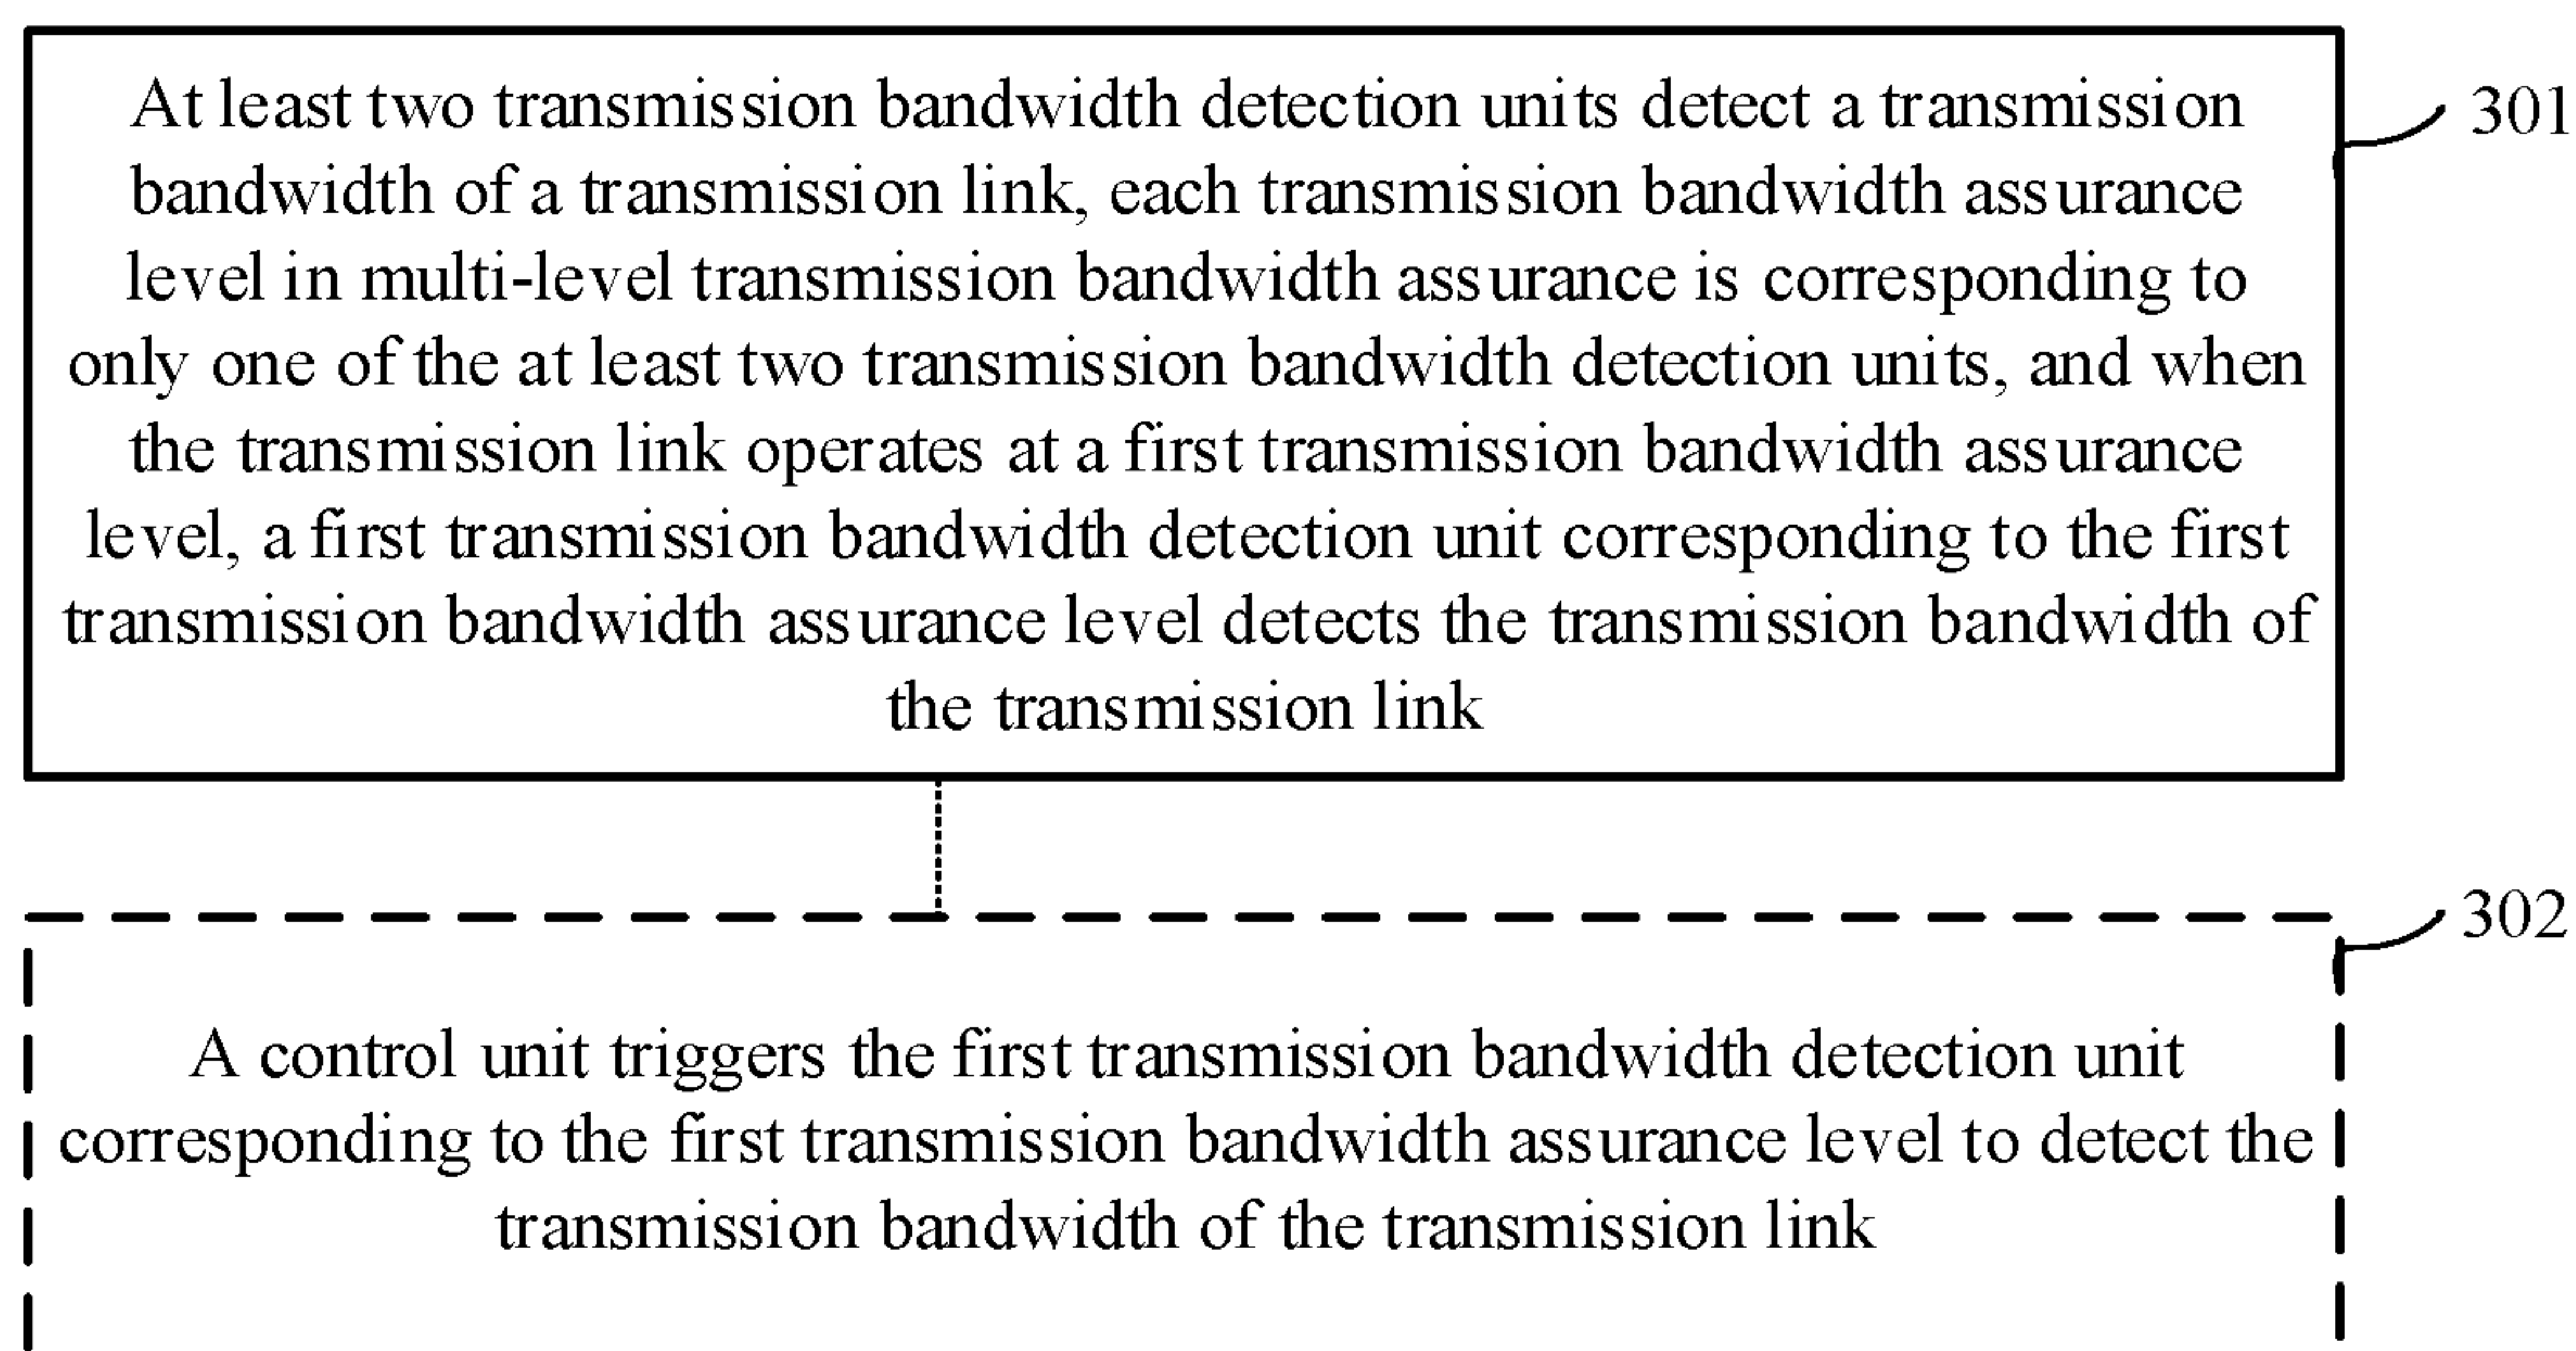 At least two transmission bandwidth detection units detect a transmission
301
bandwidth of a transmission link, each transmission bandwidth assurance
level in multi-level transmission bandwidth assurance is corresponding to
only one of the at least two transmission bandwidth detection units, and when
the transmission link operates at a first transmission bandwidth assurance
level, a first transmission bandwidth detection unit corresponding to the first
transmission bandwidth assurance level detects the transmission bandwidth of
the transmission link
302
A control unit triggers the first transmission bandwidth detection unit
corresponding to the first transmission bandwidth assurance level to detect the
transmission bandwidth of the transmission link